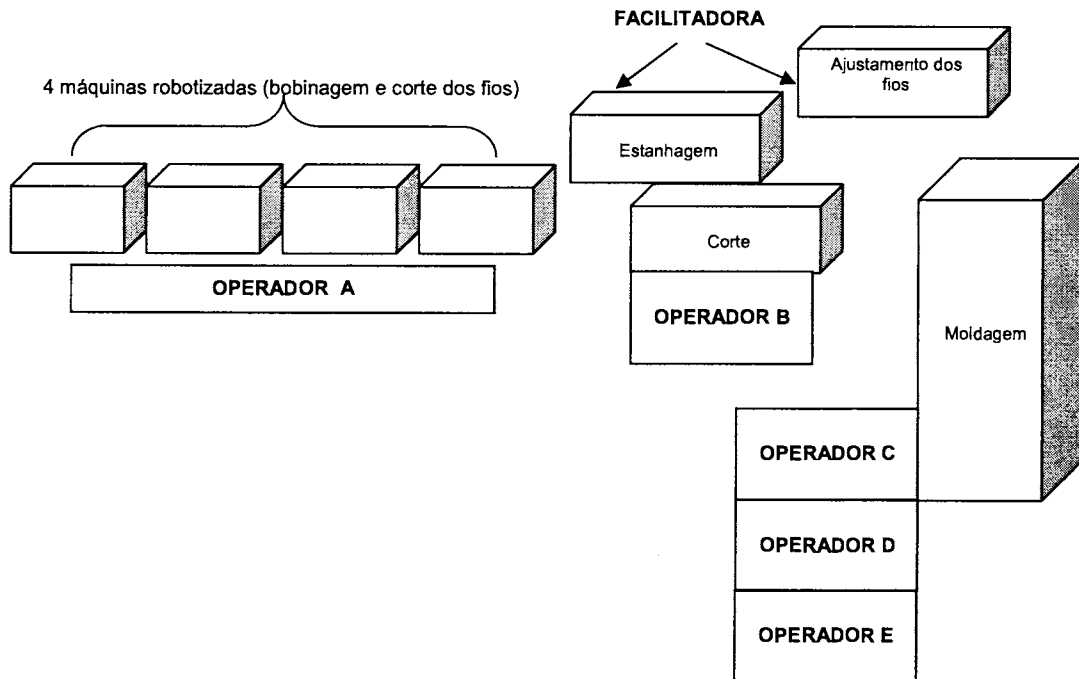 FACILITADORA
Ajustamento dos
fios
4 máquinas robotizadas (bobinagem e corte dos fios)
Estanhagem
Corte
OPERADOR A
OPERADOR B
Moldagem
OPERADOR C
OPERADOR D
OPERADOR E